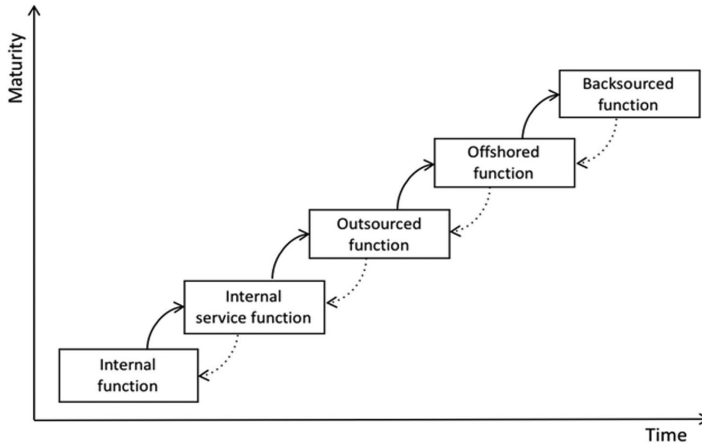 Maturity
Backsourced
function
Offshored
function
Outsourced
function
Internal
service function
Internal
function
Time